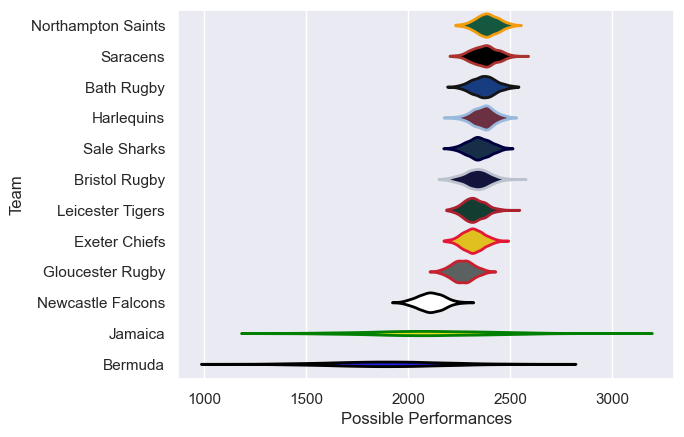 Northampton Saints
Saracens
Bath Rugby
Harlequins
Sale Sharks
Bristol Rugby
Leicester Tigers
Exeter Chiefs
Gloucester Rugby
Newcastle Falcons
Jamaica
Bermuda
Team
1000 1500 2000 2500 3000
Possible Performances